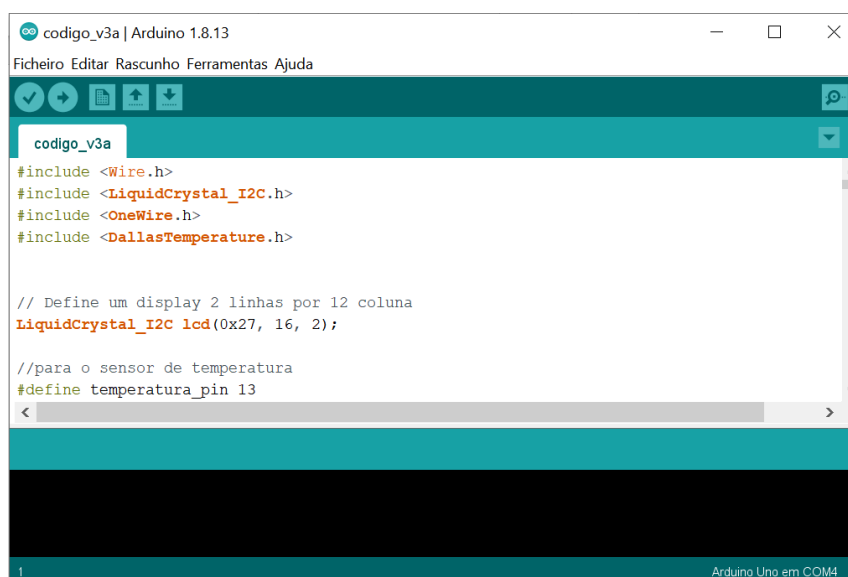 codigo_v3a | Arduino 1.8.13
Ficheiro Editar Rascunho Ferramentas Ajuda
codigo_v3a
#include <Wire.h>
#include <LiquidCrystal_I2C.h>
#include <OneWire.h>
#include <DallasTemperature.h>
// Define um display 2 linhas por 12 coluna
LiquidCrystal_I2C lcd(0x27, 16, 2);
//para o sensor de temperatura
#define temperatura_pin 13
1
Arduino Uno em COM4